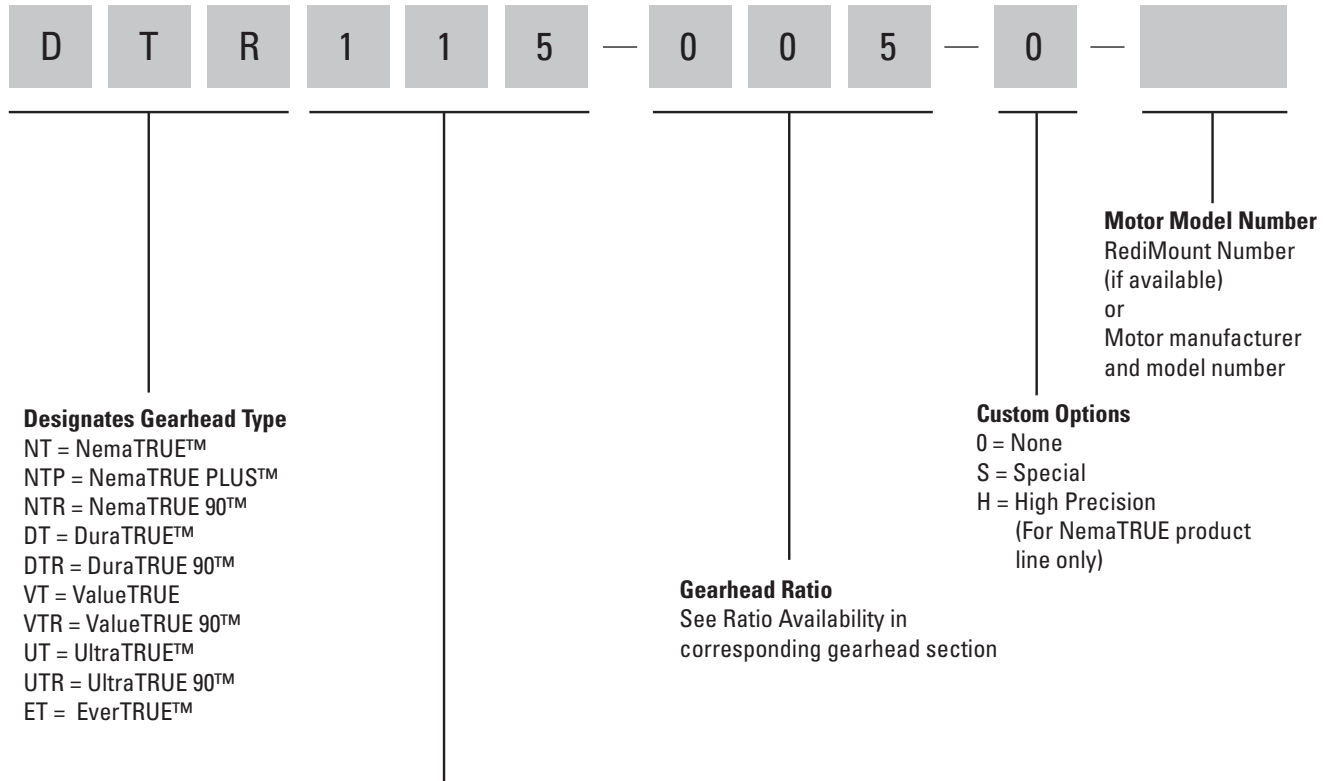 D T R 1 1 5 — 0 0 5 — 0 —
Motor Model Number
RediMount Number
(if available)
or
Motor manufacturer
and model number
Designates Gearhead Type
NT = NemaTRUE™
NTP = NemaTRUE PLUS™
NTR = NemaTRUE 90™
DT = DuraTRUE™
DTR = DuraTRUE 90™
VT = ValueTRUE
VTR = ValueTRUE 90™
UT = UltraTRUE™
UTR = UltraTRUE 90™
ET = EverTRUE™
Gearhead Ratio
See Ratio Availability in
corresponding gearhead section
Custom Options
0 = None
S = Special
H = High Precision
(For NemaTRUE product
line only)